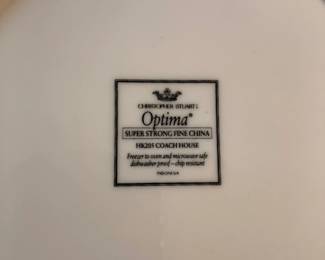 CHRISTOPHER STUART
Optima®
SUPER STRONG FINE CHINA
HK205 COACH HOUSE
Freezer to oven and microwave safe
dishwasher proof – chip resistant
INDONESIA